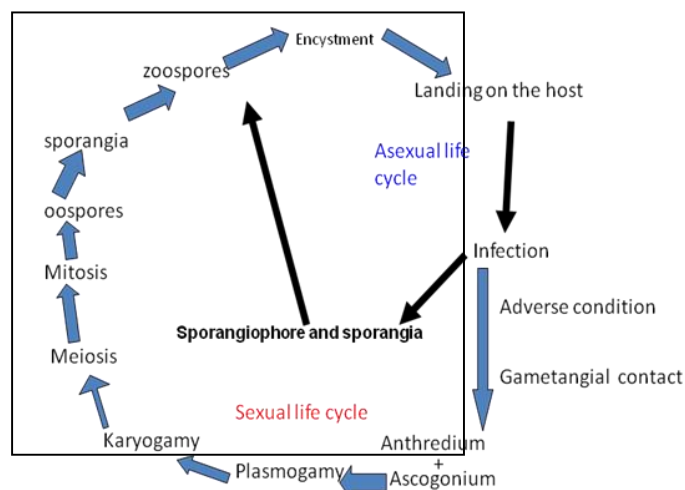 Encystment
zoospores
Landing on the host
sporangia
Asexual life
cycle
oospores
Infection
Mitosis
Adverse condition
Sporangiophore and sporangia
Meiosis
Gametangial contact
Sexual life cycle
Karyogamy
Anthredium
+
Plasmogamy
Ascogonium